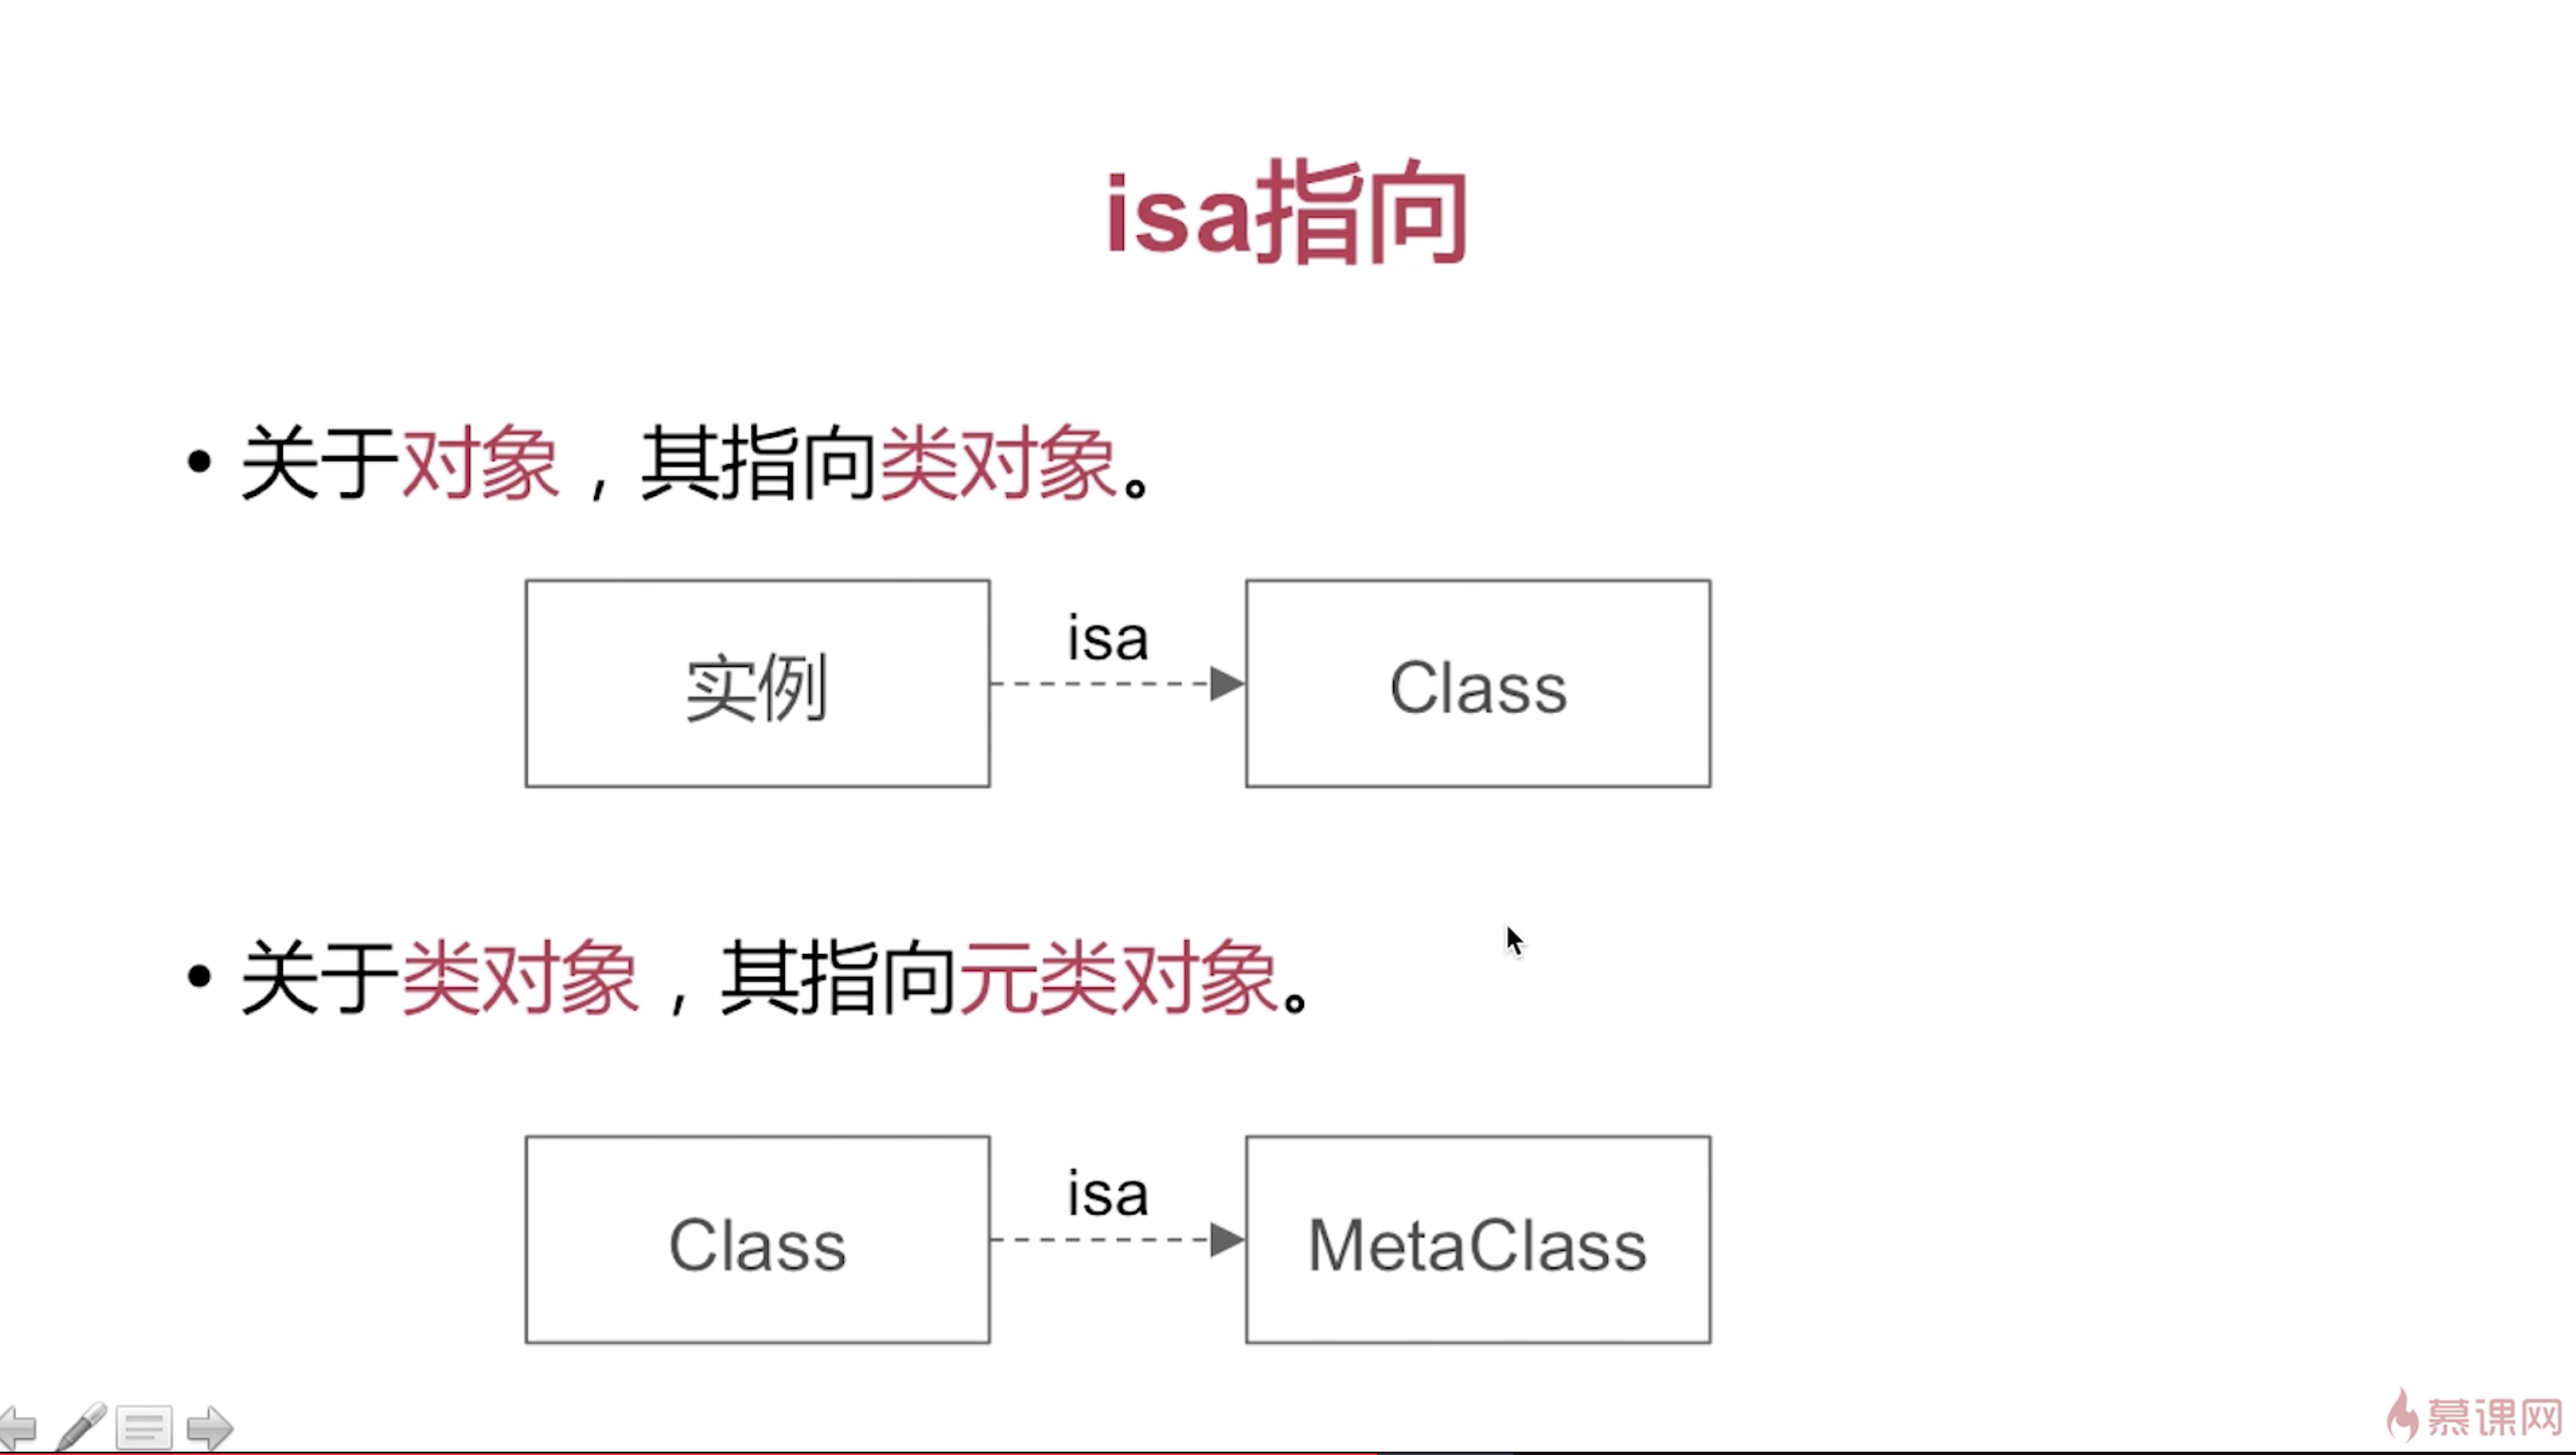 isa指向
• 关于对象，其指向类对象。
实例
isa
Class
• 关于类对象，其指向元类对象。
Class
isa
MetaClass
慕课网